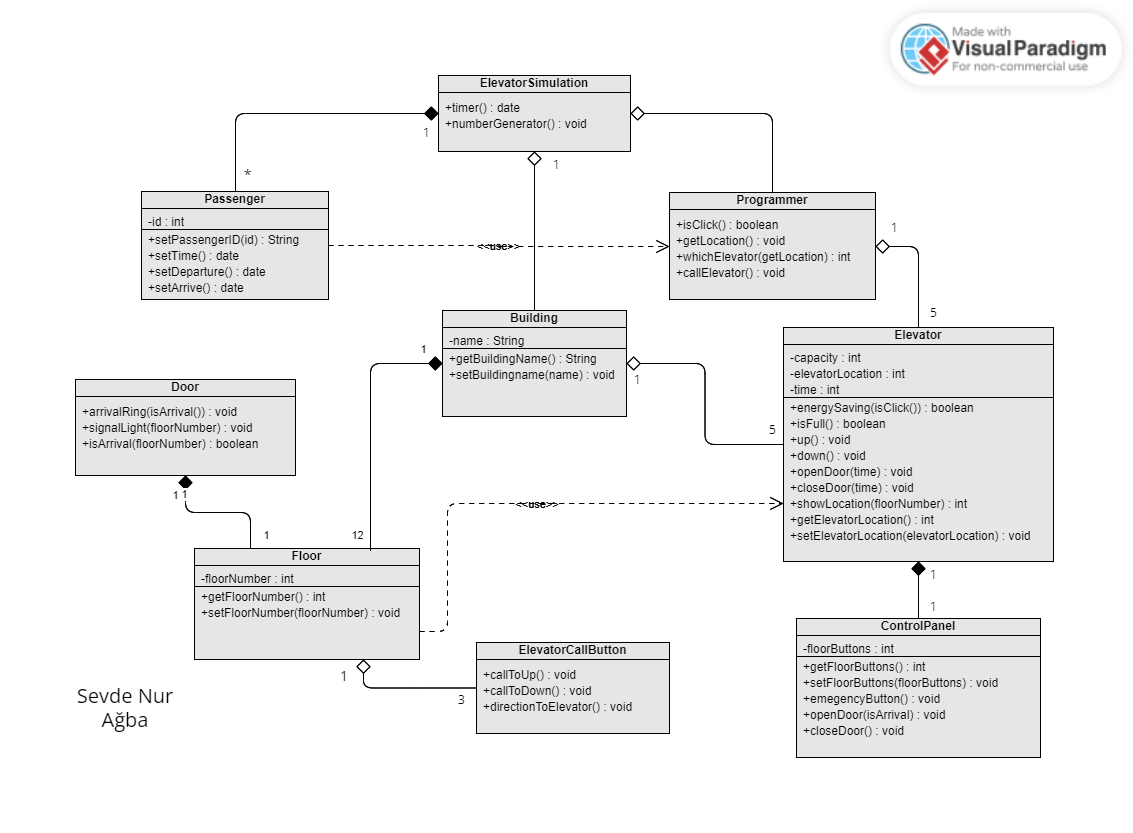 Made with
Visual Paradigm
For non-commercial use
ElevatorSimulation
+timer() : date
+numberGenerator() : void
1
1
*
Passenger
-id : int
+setPassengerID(id) : String
+setTime() : date
+setDeparture() : date
+setArrive() : date
<<use>>
Programmer
+isClick() : boolean
+getLocation() : void
+whichElevator(getLocation) : int
+callElevator() : void
1
5
Building
-name : String
+getBuildingName() : String
+setBuildingname(name) : void
1
1
5
Elevator
-capacity : int
-elevatorLocation : int
-time : int
+energySaving(isClick()) : boolean
+isFull() : boolean
+up() : void
+down() : void
+openDoor(time) : void
+closeDoor(time) : void
+showLocation(floorNumber) : int
+getElevatorLocation() : int
+setElevatorLocation(elevatorLocation) : void
Door
+arrivalRing(isArrival()) : void
+signalLight(floorNumber) : void
+isArrival(floorNumber) : boolean
1 1
1
12
<<use>>
Floor
-floorNumber : int
+getFloorNumber() : int
+setFloorNumber(floorNumber) : void
1
3
ElevatorCallButton
+callToUp() : void
+callToDown() : void
+directionToElevator() : void
1
1
ControlPanel
-floorButtons : int
+getFloorButtons() : int
+setFloorButtons(floorButtons) : void
+emegencyButton() : void
+openDoor(isArrival) : void
+closeDoor() : void
Sevde Nur
Ağba